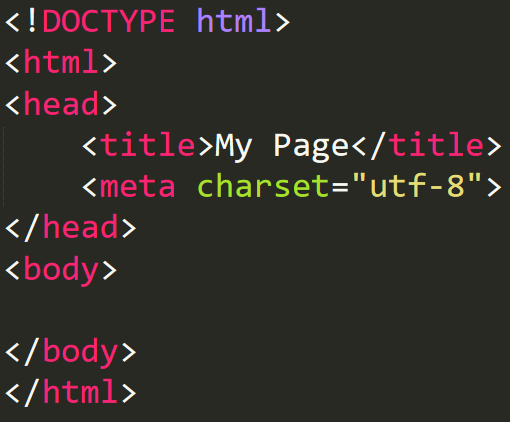 <!DOCTYPE html>
<html>
<head>
    <title>My Page</title>
    <meta charset="utf-8">
</head>
<body>

</body>
</html>